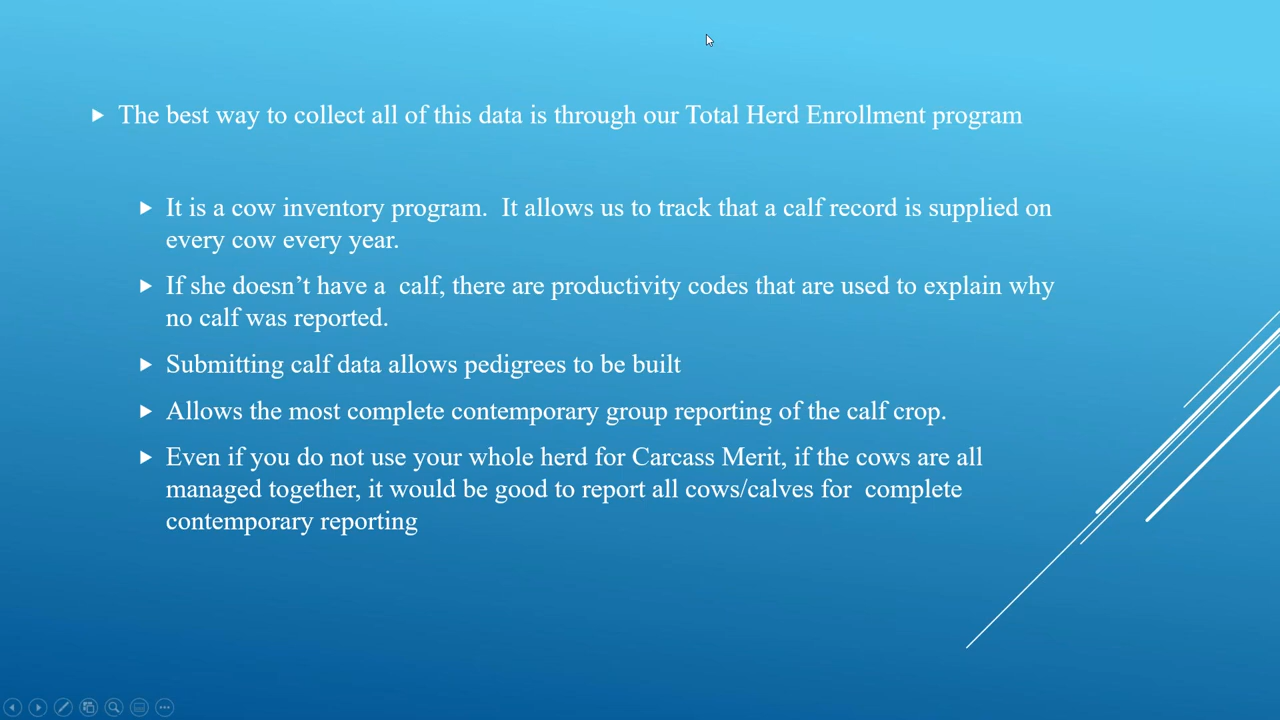 The best way to collect all of this data is through our Total Herd Enrollment program
It is a cow inventory program.  It allows us to track that a calf record is supplied on
every cow every year.
If she doesn’t have a  calf, there are productivity codes that are used to explain why
no calf was reported.
Submitting calf data allows pedigrees to be built
Allows the most complete contemporary group reporting of the calf crop.
Even if you do not use your whole herd for Carcass Merit, if the cows are all
managed together, it would be good to report all cows/calves for  complete
contemporary reporting